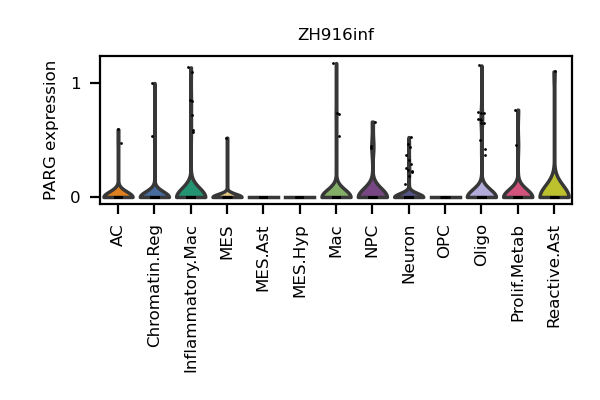 ZH916inf
PARG expression
1
0
AC
Chromatin.Reg
Inflammatory.Mac
MES
MES.Ast
MES.Hyp
Mac
NPC
Neuron
OPC
Oligo
Prolif.Metab
Reactive.Ast